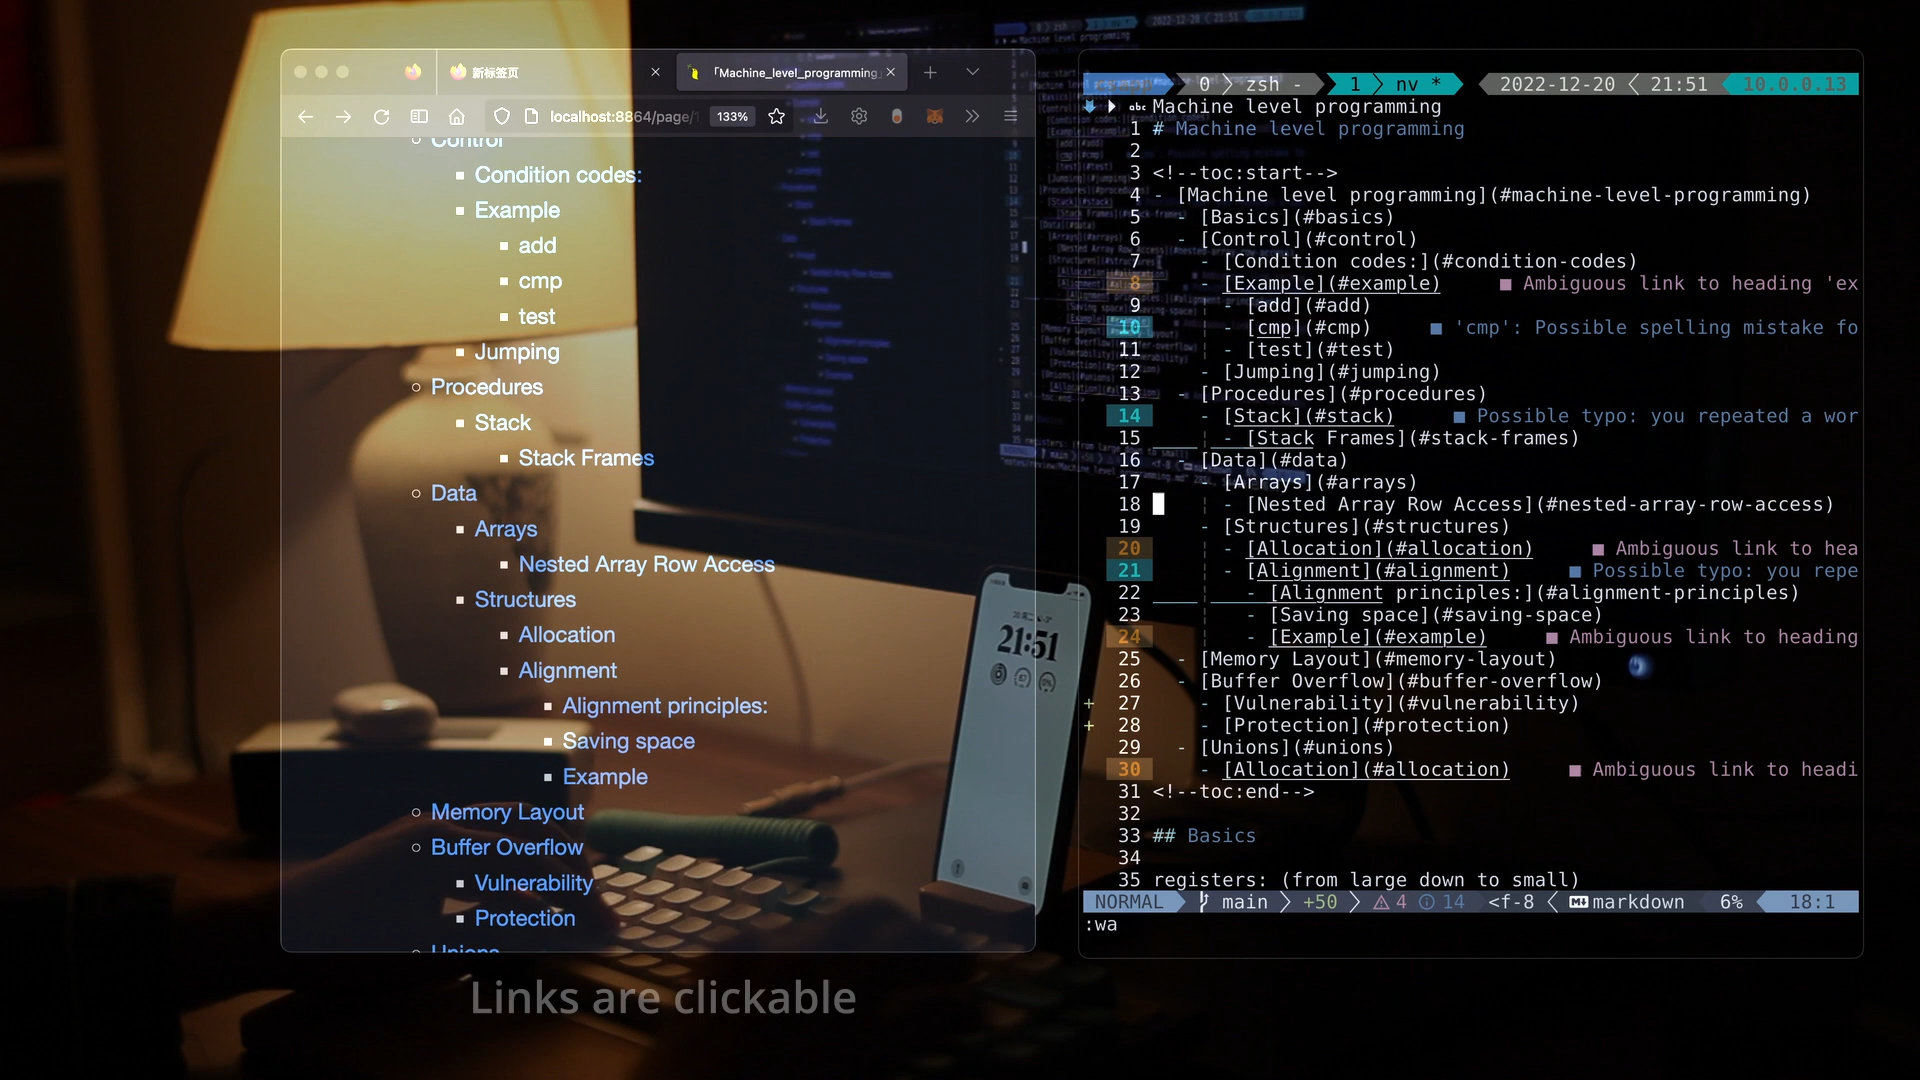 新标签页
「Machine_level_programming
localhost:8864/page/
133%
Control
Condition codes:
Example
add
cmp
test
Jumping
Procedures
Stack
Stack Frames
Data
Arrays
Nested Array Row Access
Structures
Allocation
Alignment
Alignment principles:
Saving space
Example
Memory Layout
Buffer Overflow
Vulnerability
Protection
Unions
21:51
Links are clickable
0 zsh - 1 nv * 2022-12-20 21:51 10.0.0.13
abc Machine level programming
1 # Machine level programming
2
3 <!--toc:start-->
4 - [Machine level programming](#machine-level-programming)
5 - [Basics](#basics)
6 - [Control](#control)
7 - [Condition codes:](#condition-codes)
8 - [Example](#example) ■ Ambiguous link to heading 'ex
9 - [add](#add)
10 - [cmp](#cmp) ■ 'cmp': Possible spelling mistake fo
11 - [test](#test)
12 - [Jumping](#jumping)
13 - [Procedures](#procedures)
14 - [Stack](#stack) ■ Possible typo: you repeated a wor
15 - [Stack Frames](#stack-frames)
16 - [Data](#data)
17 - [Arrays](#arrays)
18 - [Nested Array Row Access](#nested-array-row-access)
19 - [Structures](#structures)
20 - [Allocation](#allocation) ■ Ambiguous link to hea
21 - [Alignment](#alignment) ■ Possible typo: you repe
22 - [Alignment principles:](#alignment-principles)
23 - [Saving space](#saving-space)
24 - [Example](#example) ■ Ambiguous link to heading
25 - [Memory Layout](#memory-layout)
26 - [Buffer Overflow](#buffer-overflow)
+ 27 - [Vulnerability](#vulnerability)
+ 28 - [Protection](#protection)
29 - [Unions](#unions)
30 - [Allocation](#allocation) ■ Ambiguous link to headi
31 <!--toc:end-->
32
33 ## Basics
34
35 registers: (from large down to small)
NORMAL main +50 4 14 <f-8 markdown 6% 18:1
:wa